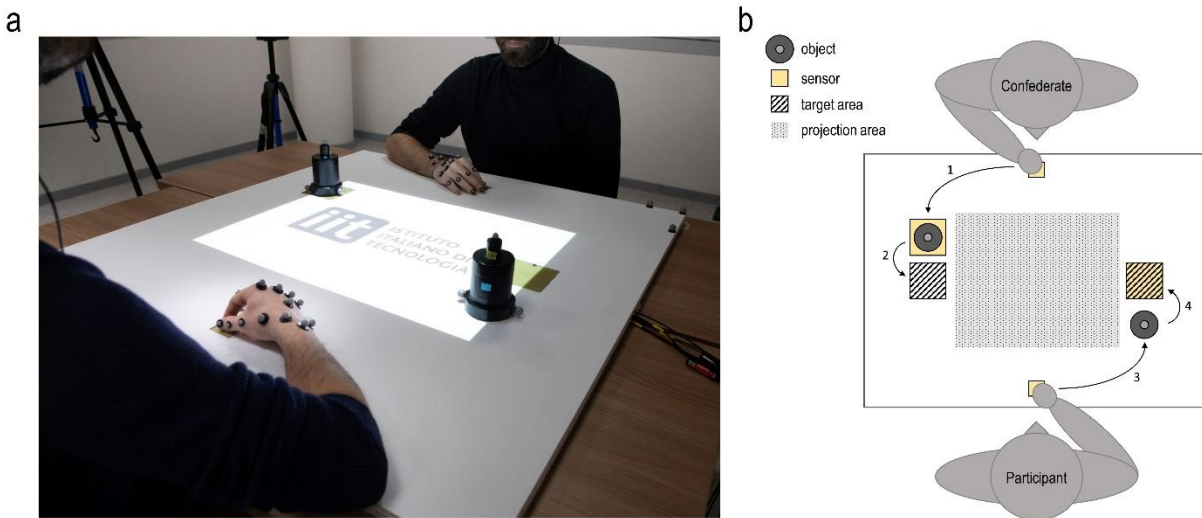 a
iit
ISTITUTO
ITALIANO DI
TECNOLOGIA
b
object
sensor
target area
projection area
Confederate
1
2
4
3
Participant